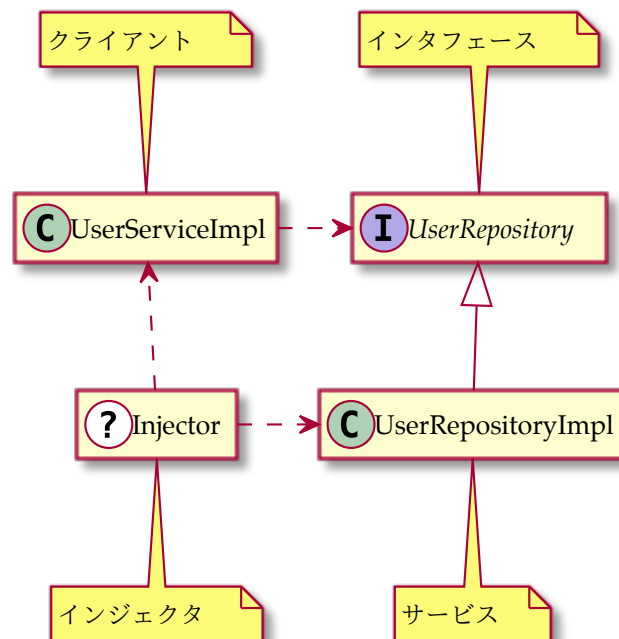 クライアント
インタフェース
C UserServiceImpl
I UserRepository
? Injector
C UserRepositoryImpl
インジェクタ
サービス